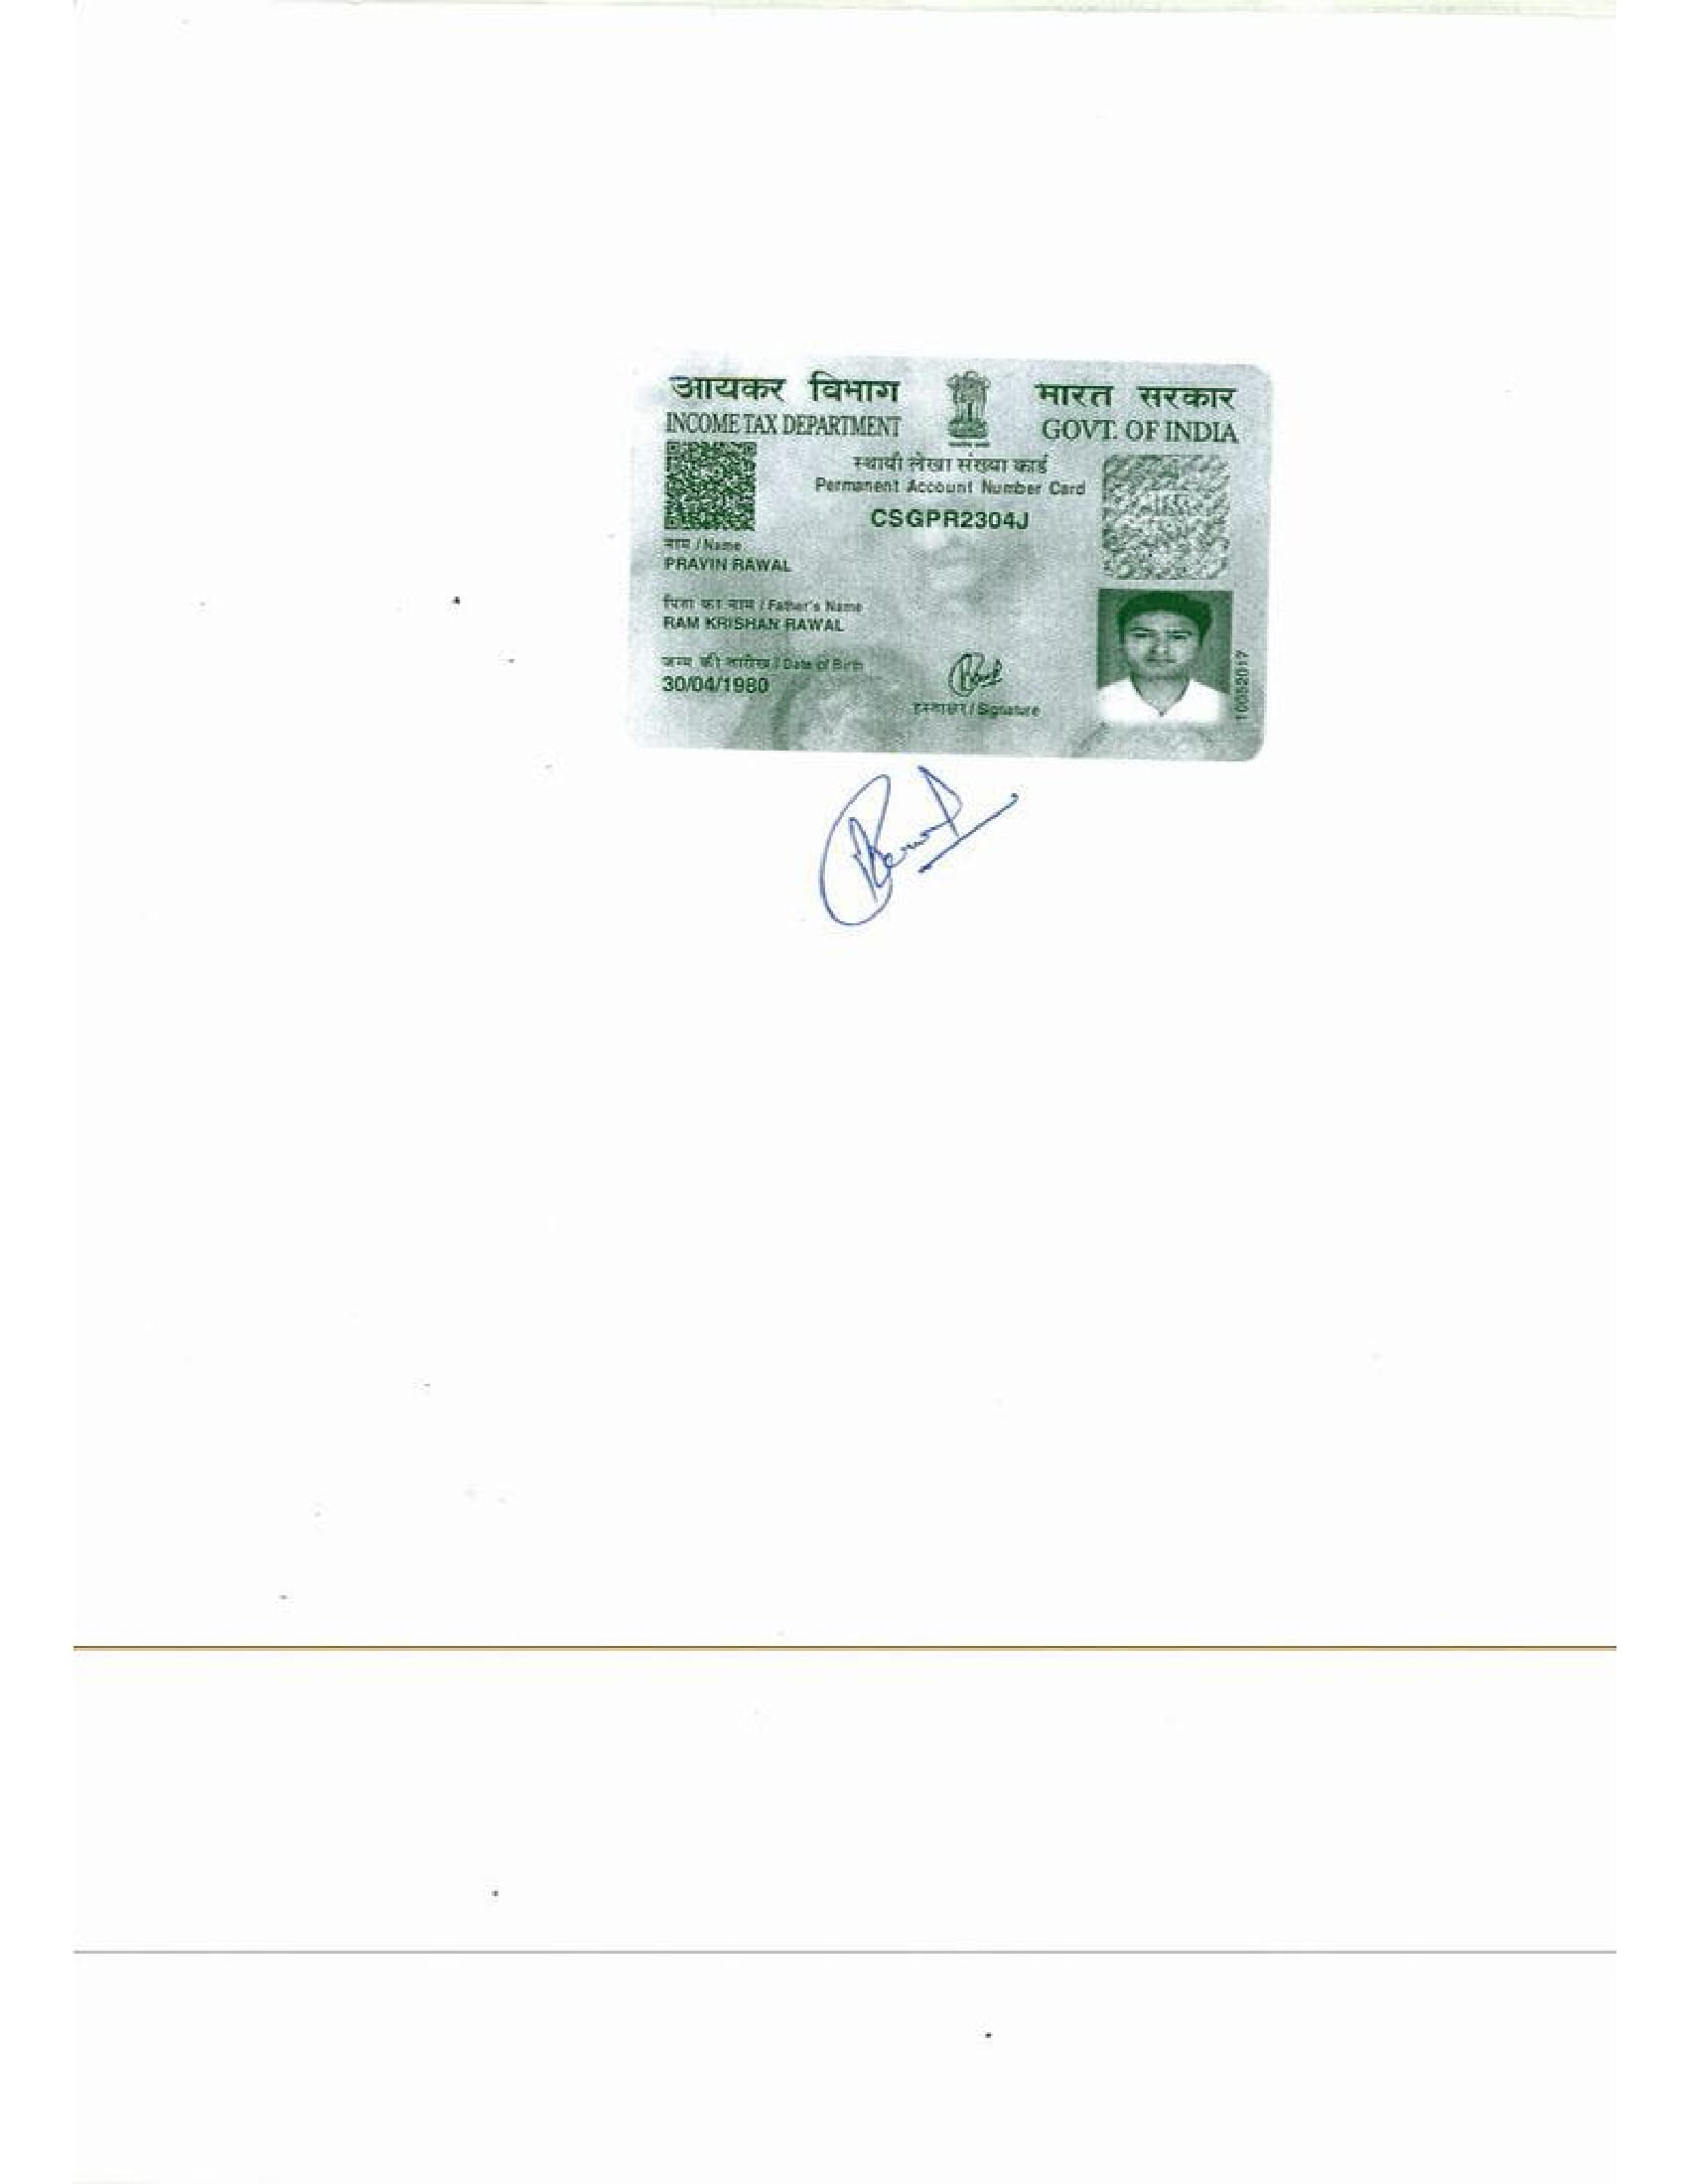 आयकर विभाग
INCOME TAX DEPARTMENT
भारत सरकार
GOVT. OF INDIA
स्थायी लेखा संख्या कार्ड
Permanent Account Number Card
CSGPR2304J
नाम / Name
PRAVIN RAWAL
पिता का नाम / Father's Name
RAM KRISHAN RAWAL
जन्म की तारीख / Date of Birth
30/04/1980
हस्ताक्षर / Signature
10052017